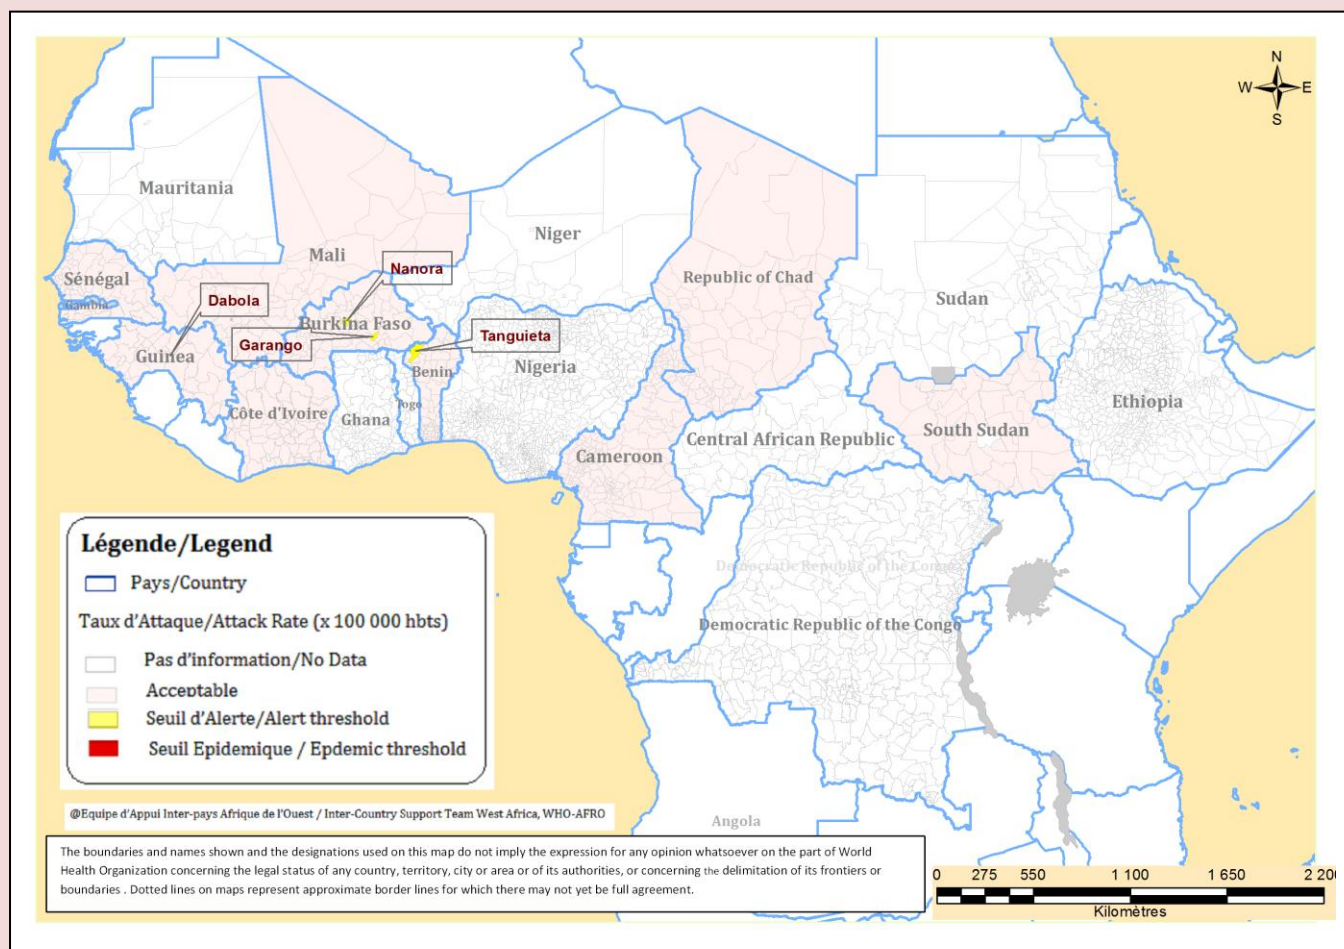 N
W
E
S
Mauritania
Niger
Mali
Nanora
Sénégal
Republic of Chad
Sudan
Dabola
Gambia
Burkina Faso
Garango
Tanguieta
Guinea
Benin
Nigeria
Ethiopia
Togo
Côte d'Ivoire
Ghana
South Sudan
Central African Republic
Cameroon
Democratic Republic of the Congo
Democratic Republic of the Congo
Angola
Légende/Legend
Pays/Country
Taux d'Attaque/Attack Rate (x 100 000 hbts)
Pas d'information/No Data
Acceptable
Seuil d'Alerte/Alert threshold
Seuil Epidemique / Epdemic threshold
@Equipe d'Appui Inter-pays Afrique de l'Ouest / Inter-Country Support Team West Africa, WHO-AFRO
The boundaries and names shown and the designations used on this map do not imply the expression for any opinion whatsoever on the part of World
Health Organization concerning the legal status of any country, territory, city or area or of its authorities, or concerning the delimitation of its frontiers or
boundaries . Dotted lines on maps represent approximate border lines for which there may not yet be full agreement.
0 275 550 1 100 1 650 2 200
Kilomètres